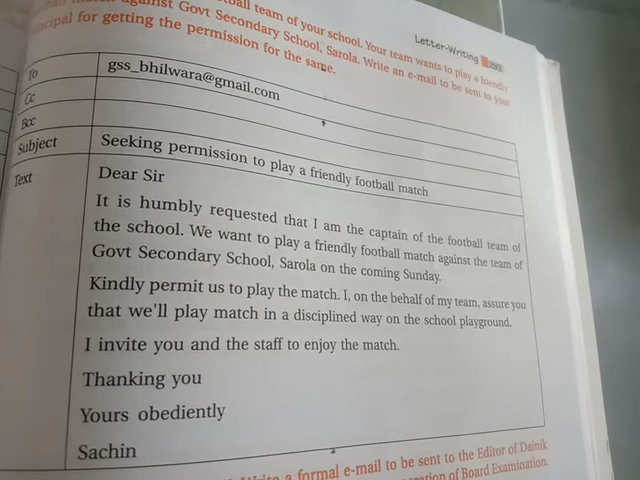 Letter-Writing 293
football team of your school. Your team wants to play a friendly
against Govt Secondary School, Sarola. Write an e-mail to be sent to your
for getting the permission for the same.
To gss_bhilwara@gmail.com
Cc
Bcc
Subject Seeking permission to play a friendly football match
Text Dear Sir
It is humbly requested that I am the captain of the football team of
the school. We want to play a friendly football match against the team of
Govt Secondary School, Sarola on the coming Sunday.
Kindly permit us to play the match. I, on the behalf of my team, assure you
that we'll play match in a disciplined way on the school playground.
I invite you and the staff to enjoy the match.
Thanking you
Yours obediently
Sachin
Write a formal e-mail to be sent to the Editor of Dainik
of Board Examination.